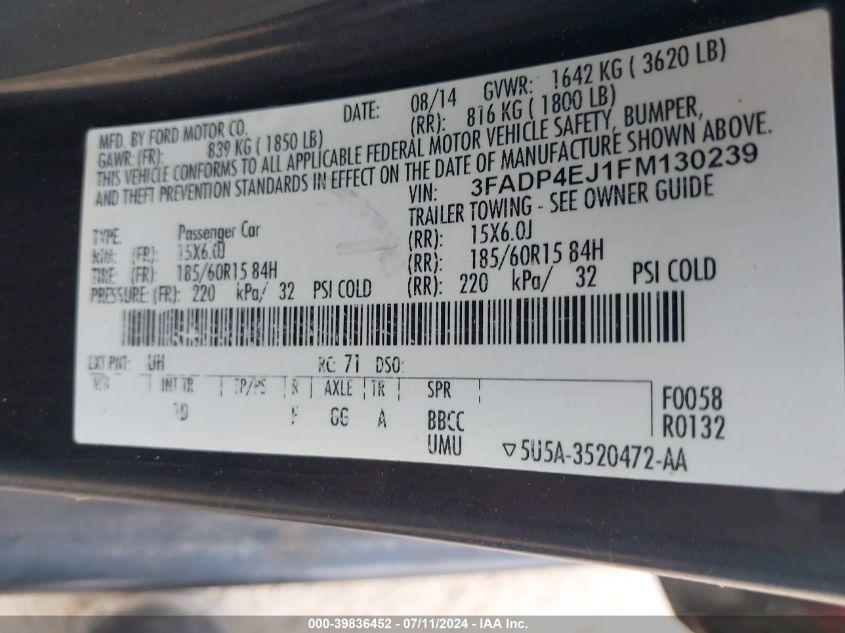 MFD. BY FORD MOTOR CO. DATE: 08/14 GVWR: 1642 KG ( 3620 LB)
GAWR: (FR): 839 KG ( 1850 LB) (RR): 816 KG ( 1800 LB)
THIS VEHICLE CONFORMS TO ALL APPLICABLE FEDERAL MOTOR VEHICLE SAFETY, BUMPER,
AND THEFT PREVENTION STANDARDS IN EFFECT ON THE DATE OF MANUFACTURE SHOWN ABOVE.
VIN: 3FADP4EJ1FM130239
TYPE: Passenger Car TRAILER TOWING - SEE OWNER GUIDE
RIM: (FR): 15X6.0J (RR): 15X6.0J
TIRE: (FR): 185/60R15 84H (RR): 185/60R15 84H
PRESSURE: (FR): 220 kPa/ 32 PSI COLD (RR): 220 kPa/ 32 PSI COLD
EXT PNT: UH RC: 71 DSO:
INT TR TP/PS R AXLE TR SPR F0058
F GG A BBCC R0132
UMU 5U5A-3520472-AA
000-39836452 - 07/11/2024 - IAA Inc.